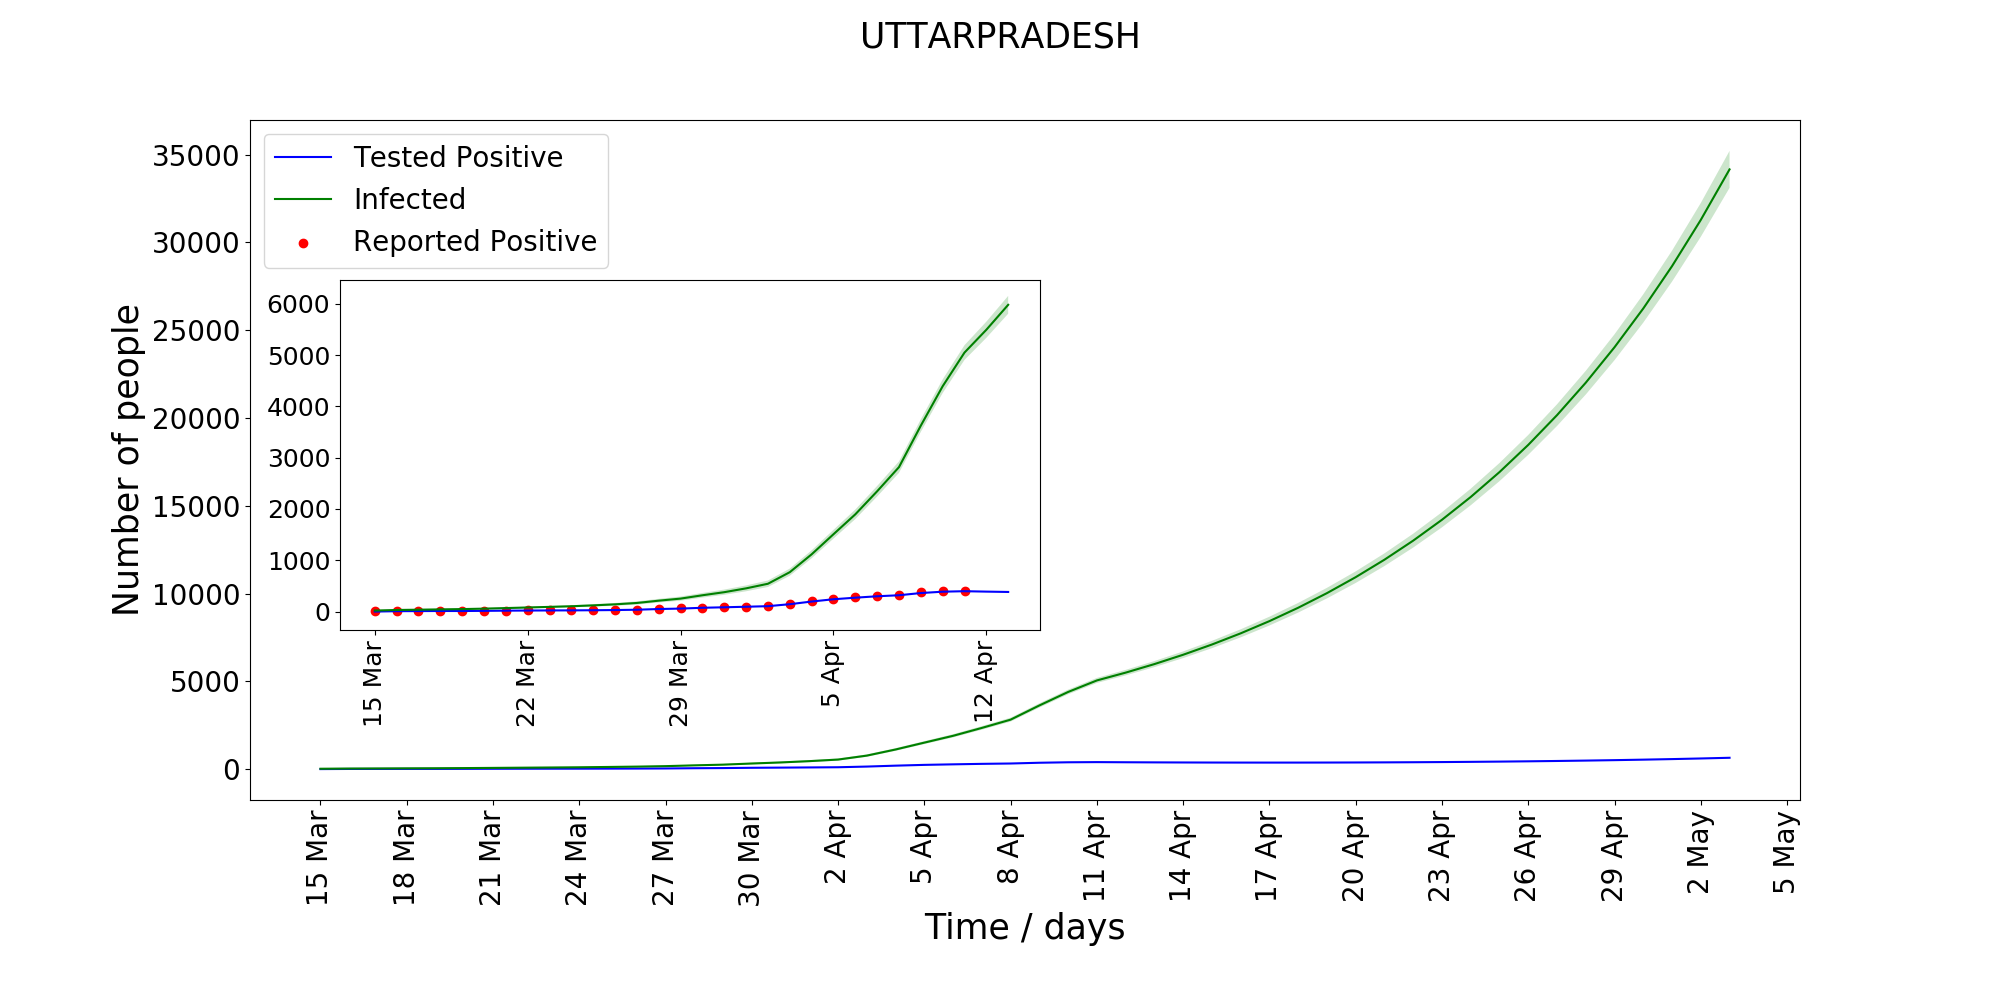 UTTARPRADESH
Tested Positive
Infected
Reported Positive
Number of people
35000
30000
25000
20000
15000
10000
5000
0
6000
5000
4000
3000
2000
1000
0
15 Mar
22 Mar
29 Mar
5 Apr
12 Apr
15 Mar
18 Mar
21 Mar
24 Mar
27 Mar
30 Mar
2 Apr
5 Apr
8 Apr
11 Apr
14 Apr
17 Apr
20 Apr
23 Apr
26 Apr
29 Apr
2 May
5 May
Time / days